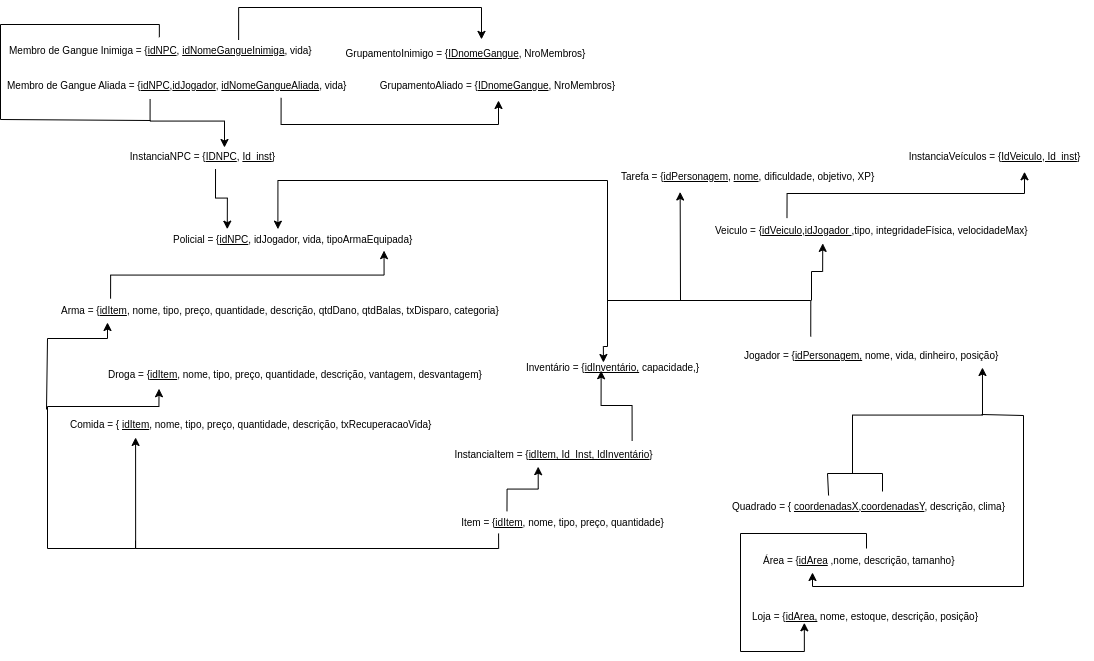 Membro de Gangue Inimiga = {idNPC, idNomeGangueInimiga, vida}
GrupamentoInimigo = {IDnomeGangue, NroMembros}
Membro de Gangue Aliada = {idNPC,idJogador, idNomeGangueAliada, vida}
GrupamentoAliado = {IDnomeGangue, NroMembros}
InstanciaNPC = {IDNPC, Id_inst}
InstanciaVeículos = {IdVeiculo, Id_inst}
Tarefa = {idPersonagem, nome, dificuldade, objetivo, XP}
Veiculo = {idVeiculo,idJogador ,tipo, integridadeFísica, velocidadeMax}
Policial = {idNPC, idJogador, vida, tipoArmaEquipada}
Arma = {idItem, nome, tipo, preço, quantidade, descrição, qtdDano, qtdBalas, txDisparo, categoria}
Jogador = {idPersonagem, nome, vida, dinheiro, posição}
Inventário = {idInventário, capacidade,}
Droga = {idItem, nome, tipo, preço, quantidade, descrição, vantagem, desvantagem}
Comida = { idItem, nome, tipo, preço, quantidade, descrição, txRecuperacaoVida}
InstanciaItem = {idItem, Id_Inst, IdInventário}
Quadrado = { coordenadasX,coordenadasY, descrição, clima}
Item = {idItem, nome, tipo, preço, quantidade}
Área = {idArea ,nome, descrição, tamanho}
Loja = {idArea, nome, estoque, descrição, posição}